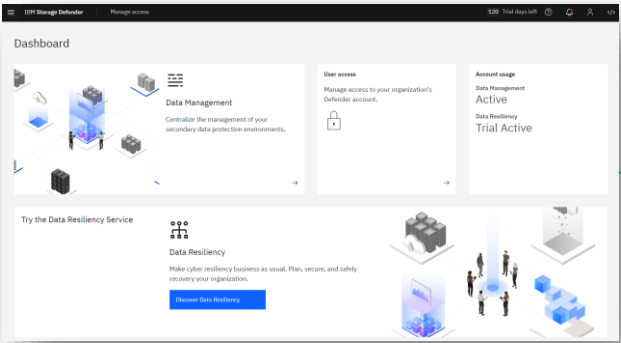 IBM Storage Defender
Manage access
120 Trial days left
Dashboard
Data Management
Centralize the management of your
secondary data protection environments.
User access
Manage access to your organization's
Defender account.
Account usage
Data Management
Active
Data Resiliency
Trial Active
Try the Data Resiliency Service
Data Resiliency
Make cyber resiliency business as usual. Plan, secure, and safely
recovery your organization.
Discover Data Resiliency